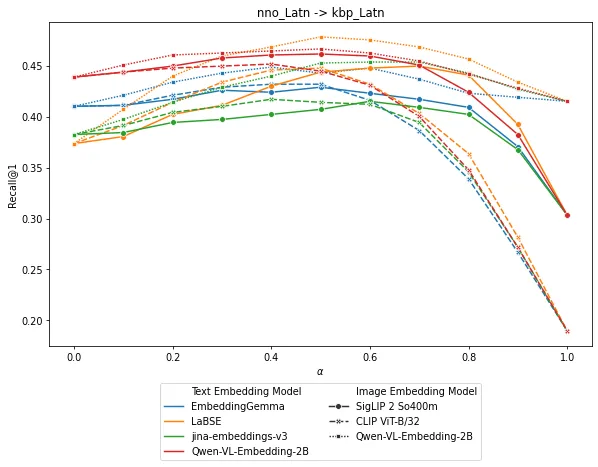 nno_Latn -> kbp_Latn
Recall@1
0.45
0.40
0.35
0.30
0.25
0.20
0.0 0.2 0.4 0.6 0.8 1.0
α
Text Embedding Model Image Embedding Model
EmbeddingGemma SigLIP 2 So400m
LaBSE CLIP ViT-B/32
jina-embeddings-v3 Qwen-VL-Embedding-2B
Qwen-VL-Embedding-2B